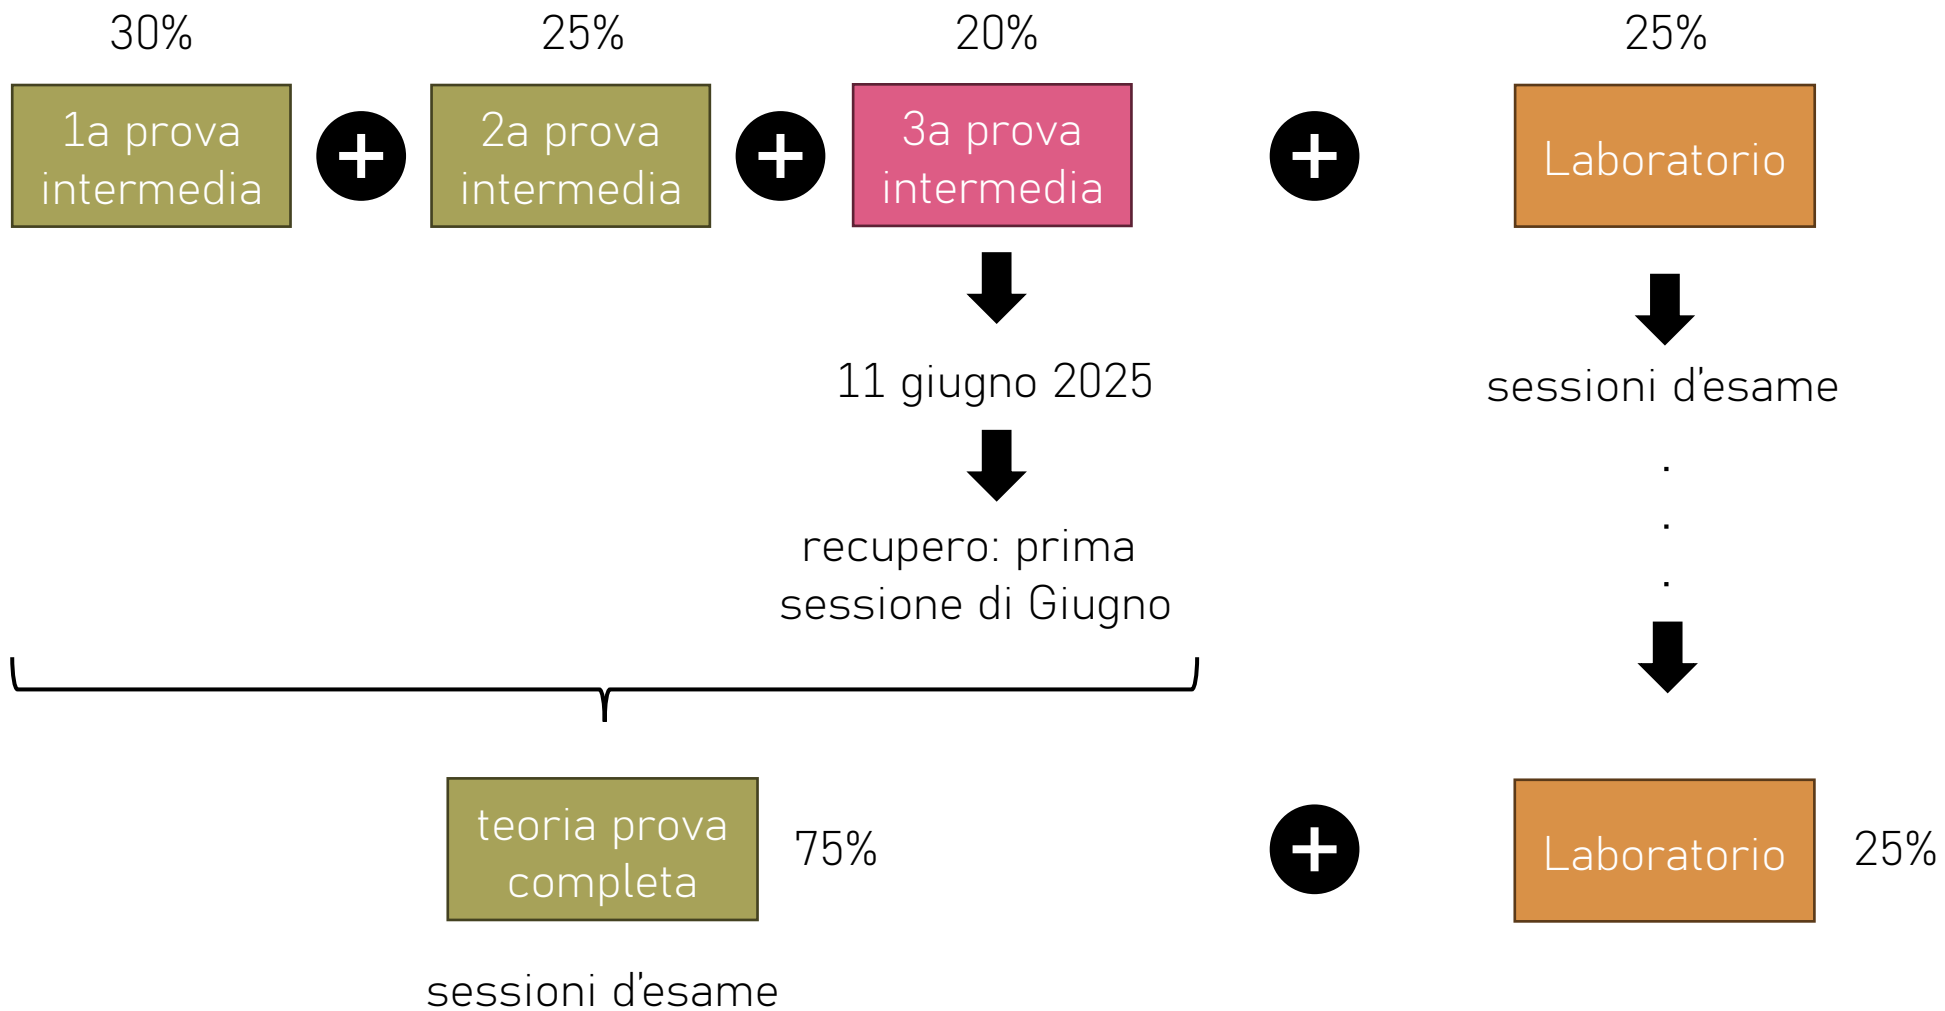 30%
25%
20%
25%
1a prova
intermedia
2a prova
intermedia
3a prova
intermedia
Laboratorio
11 giugno 2025
sessioni d'esame
.
.
.
recupero: prima
sessione di Giugno
teoria prova
completa
75%
Laboratorio
25%
sessioni d'esame